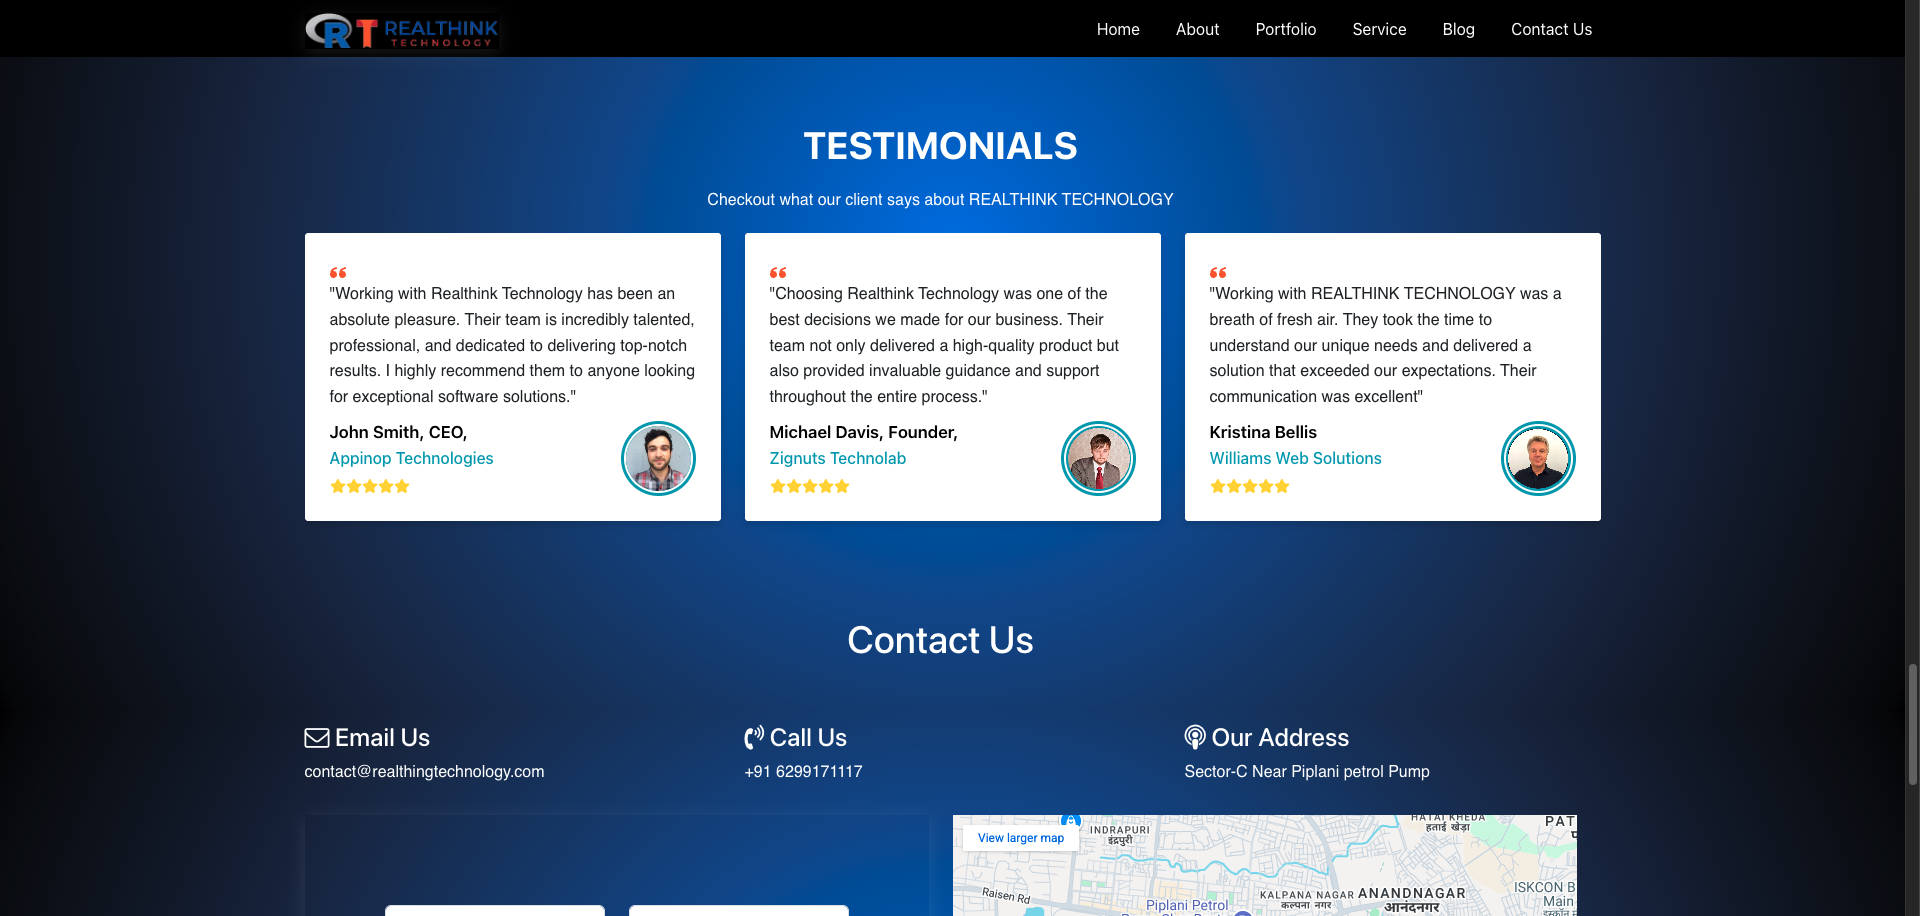 REALTHINK
TECHNOLOGY
Home
About
Portfolio
Service
Blog
Contact Us
TESTIMONIALS
Checkout what our client says about REALTHINK TECHNOLOGY
"Working with Realthink Technology has been an
absolute pleasure. Their team is incredibly talented,
professional, and dedicated to delivering top-notch
results. I highly recommend them to anyone looking
for exceptional software solutions."
John Smith, CEO,
Appinop Technologies
"Choosing Realthink Technology was one of the
best decisions we made for our business. Their
team not only delivered a high-quality product but
also provided invaluable guidance and support
throughout the entire process."
Michael Davis, Founder,
Zignuts Technolab
"Working with REALTHINK TECHNOLOGY was a
breath of fresh air. They took the time to
understand our unique needs and delivered a
solution that exceeded our expectations. Their
communication was excellent"
Kristina Bellis
Williams Web Solutions
Contact Us
Email Us
contact@realthingtechnology.com
Call Us
+91 6299171117
Our Address
Sector-C Near Piplani petrol Pump
View larger map
INDRAPURI
इंद्रपुरी
HATAI KHEDA
हताई खेड़ा
PAT
Raisen Rd
KALPANA NAGAR
कल्पना नगर
ANANDNAGAR
आनंदनगर
ISKCON B
Main
Piplani Petrol